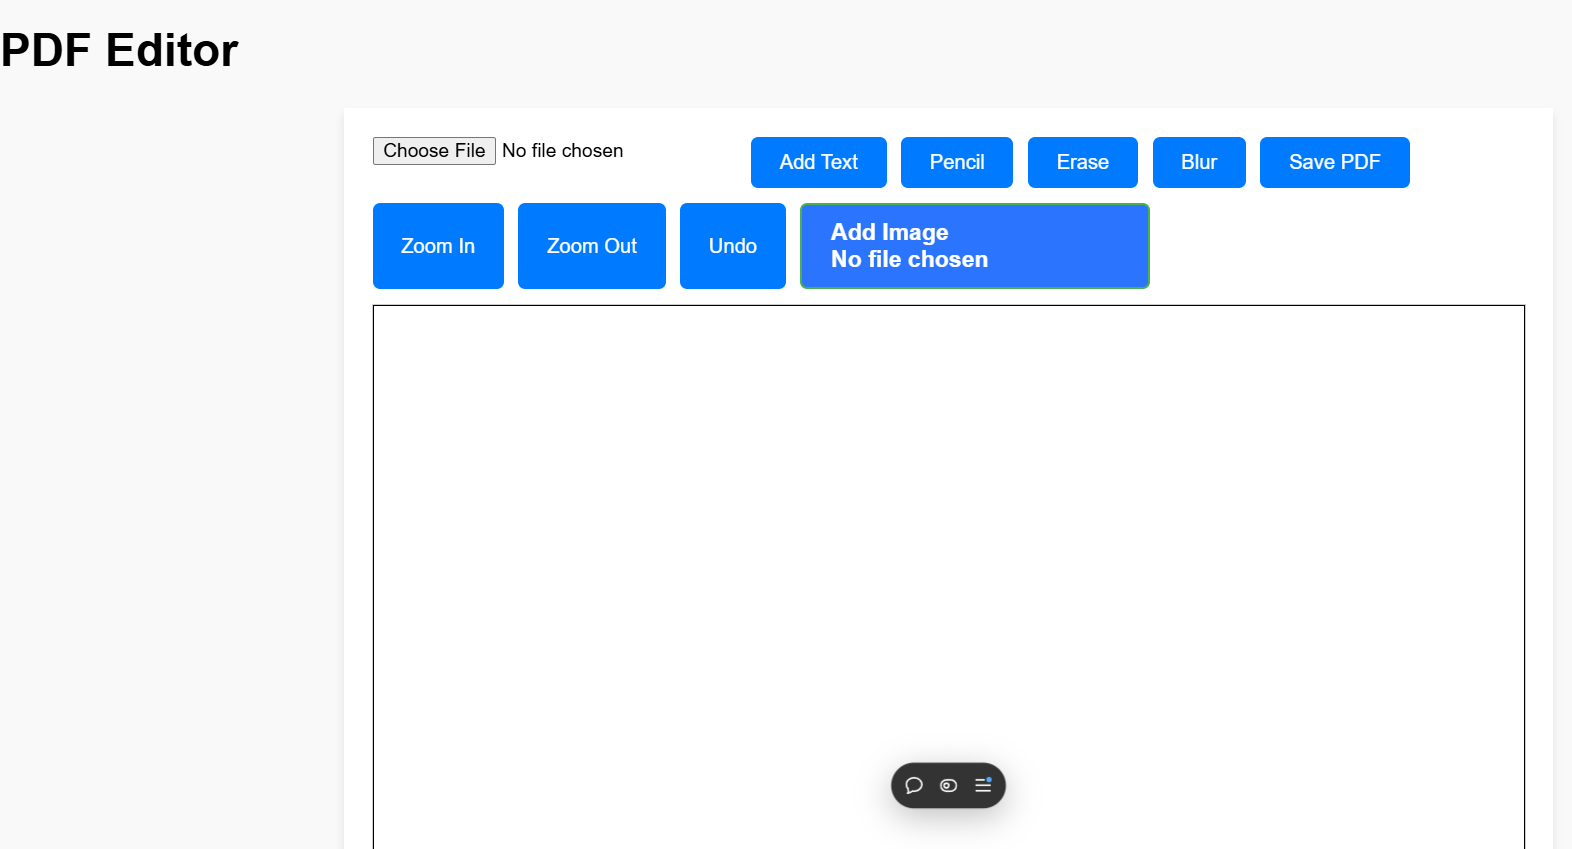 PDF Editor
Choose File No file chosen
Add Text
Pencil
Erase
Blur
Save PDF
Zoom In
Zoom Out
Undo
Add Image
No file chosen